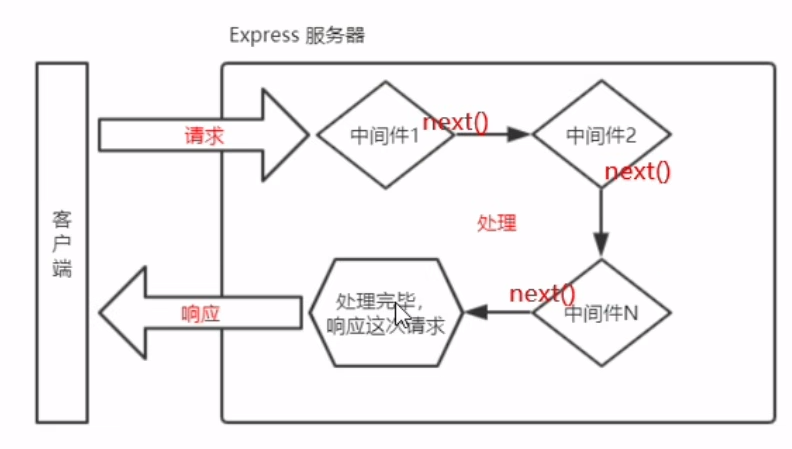 Express 服务器
客户端
请求
中间件1
next()
中间件2
next()
处理
next()
中间件N
处理完毕，
响应这次请求
响应